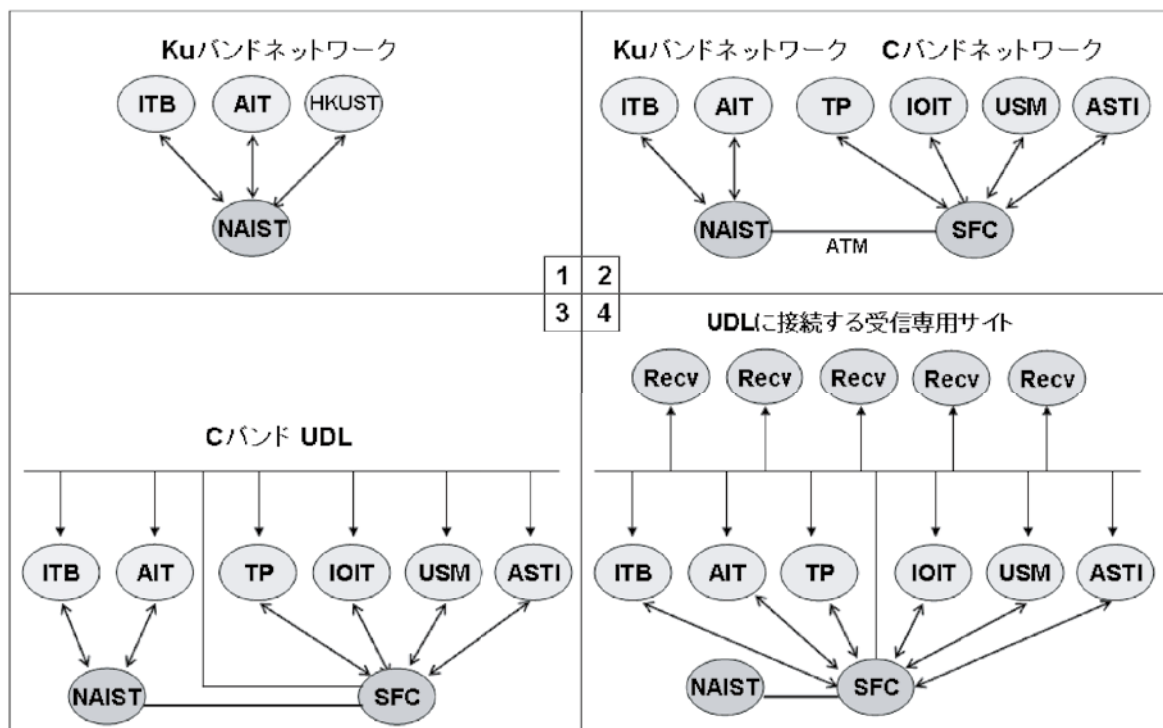 Kuバンドネットワーク
ITB AIT HKUST
NAIST
1
Kuバンドネットワーク Cバンドネットワーク
ITB AIT TP IOIT USM ASTI
NAIST ATM SFC
2
3
CバンドUDL
ITB AIT TP IOIT USM ASTI
NAIST SFC
4
UDLに接続する受信専用サイト
Recv Recv Recv Recv Recv
ITB AIT TP IOIT USM ASTI
NAIST SFC